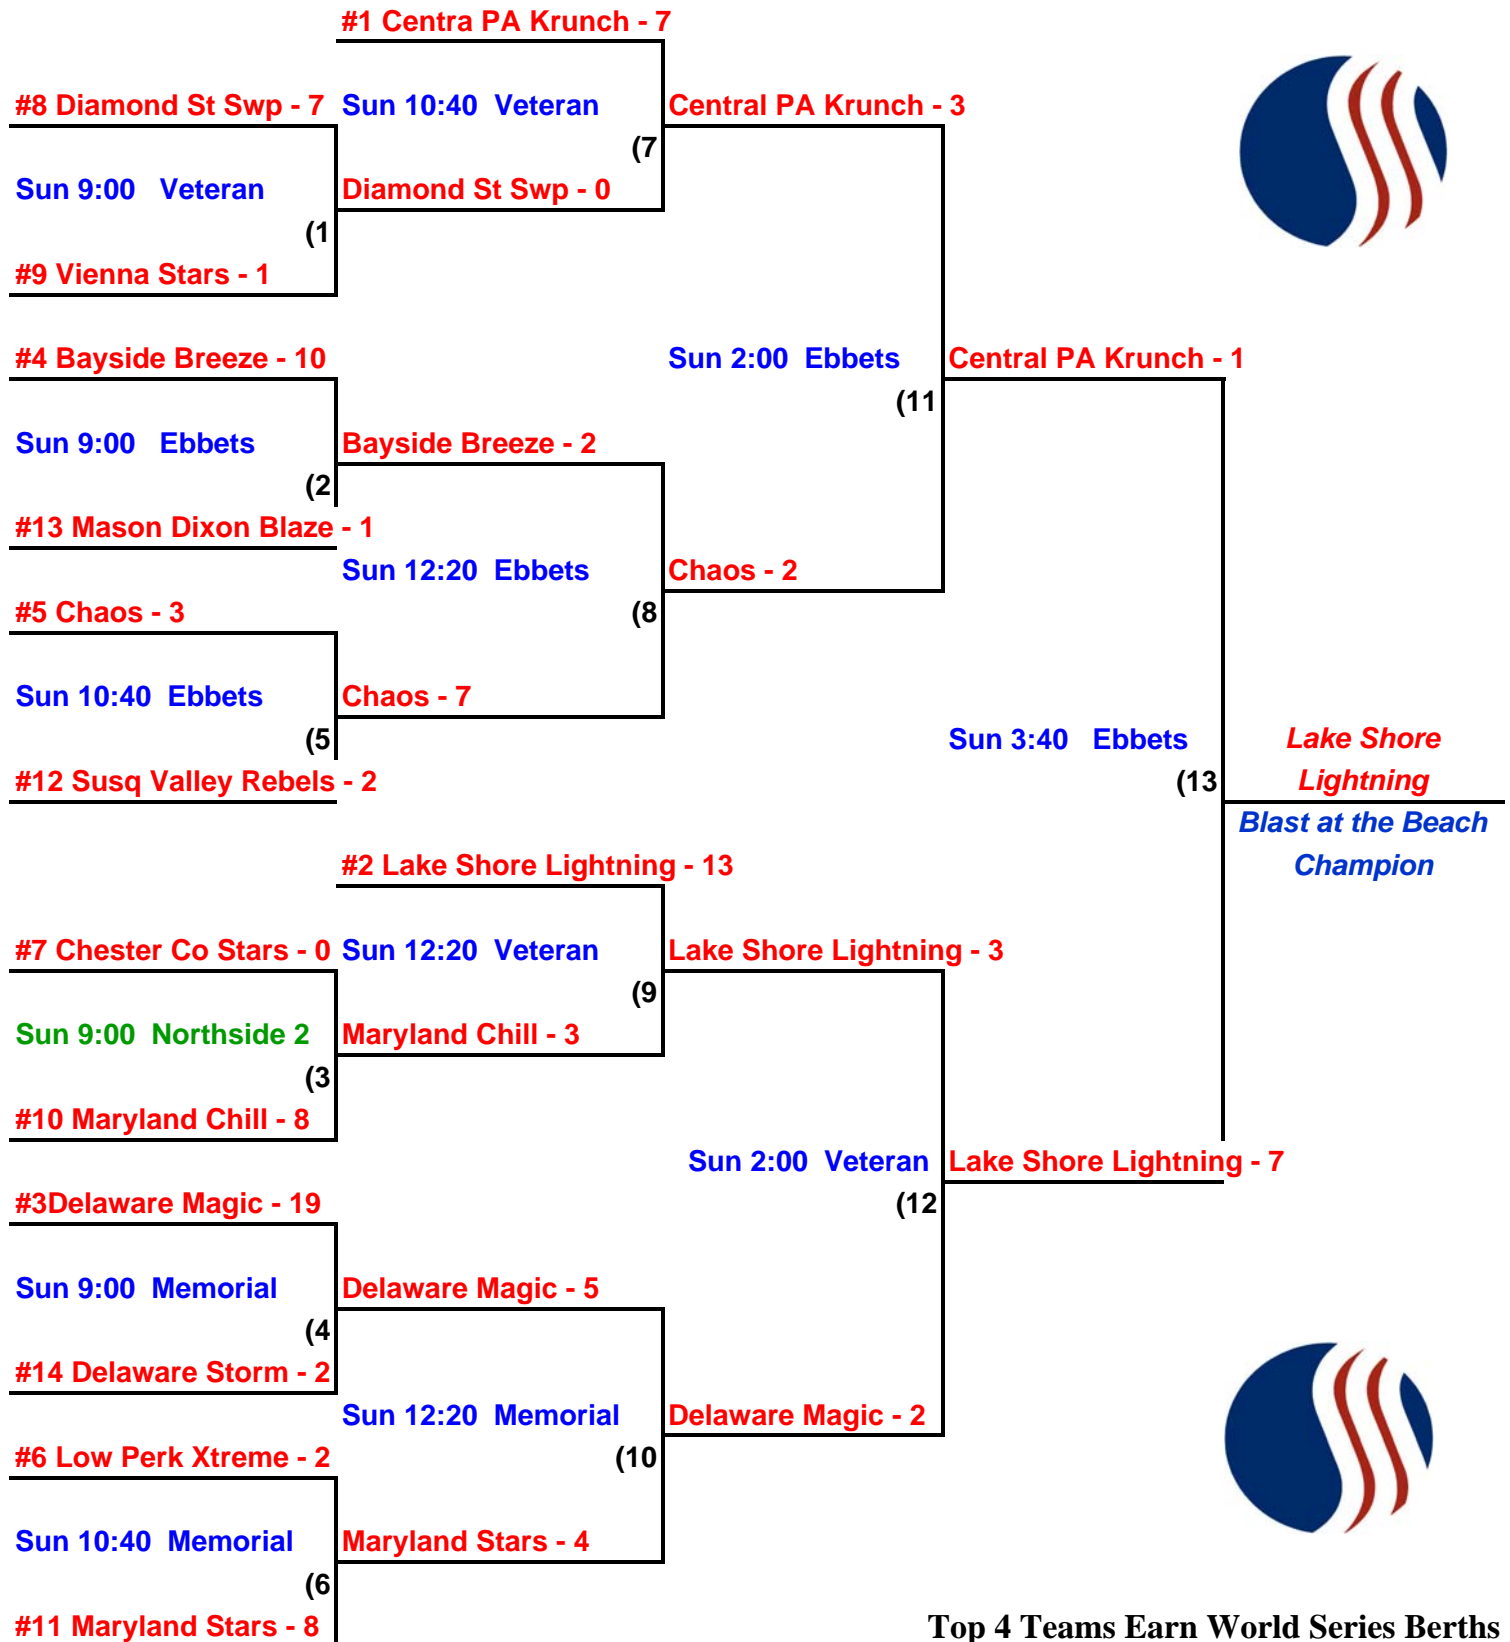 #1 Centra PA Krunch - 7
#8 Diamond St Swp - 7 Sun 10:40 Veteran Central PA Krunch - 3
(7
Sun 9:00 Veteran Diamond St Swp - 0
(1
#9 Vienna Stars - 1
#4 Bayside Breeze - 10 Sun 2:00 Ebbets Central PA Krunch - 1
(11
Sun 9:00 Ebbets Bayside Breeze - 2
(2
#13 Mason Dixon Blaze - 1
Sun 12:20 Ebbets Chaos - 2
#5 Chaos - 3 (8
Sun 10:40 Ebbets Chaos - 7
(5 Sun 3:40 Ebbets Lake Shore
#12 Susq Valley Rebels - 2 (13 Lightning
Blast at the Beach
#2 Lake Shore Lightning - 13 Champion
#7 Chester Co Stars - 0 Sun 12:20 Veteran Lake Shore Lightning - 3
(9
Sun 9:00 Northside 2 Maryland Chill - 3
(3
#10 Maryland Chill - 8
Sun 2:00 Veteran Lake Shore Lightning - 7
#3Delaware Magic - 19 (12
Sun 9:00 Memorial Delaware Magic - 5
(4
#14 Delaware Storm - 2
Sun 12:20 Memorial Delaware Magic - 2
#6 Low Perk Xtreme - 2 (10
Sun 10:40 Memorial Maryland Stars - 4
(6
#11 Maryland Stars - 8 Top 4 Teams Earn World Series Berths